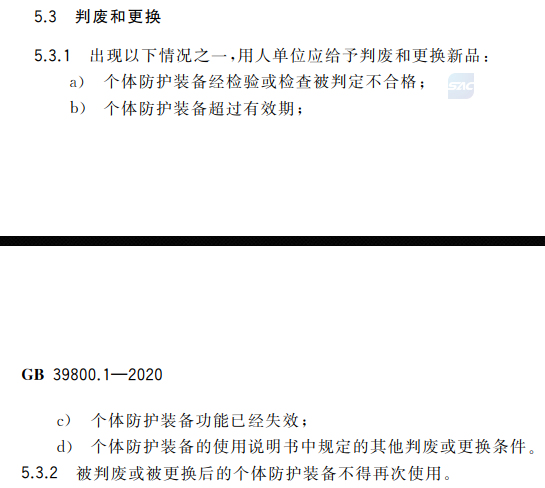 5.3 判废和更换
5.3.1 出现以下情况之一,用人单位应给予判废和更换新品:
a) 个体防护装备经检验或检查被判定不合格;
SAC
b) 个体防护装备超过有效期;
GB 39800.1—2020
c) 个体防护装备功能已经失效;
d) 个体防护装备的使用说明书中规定的其他判废或更换条件。
5.3.2 被判废或被更换后的个体防护装备不得再次使用。